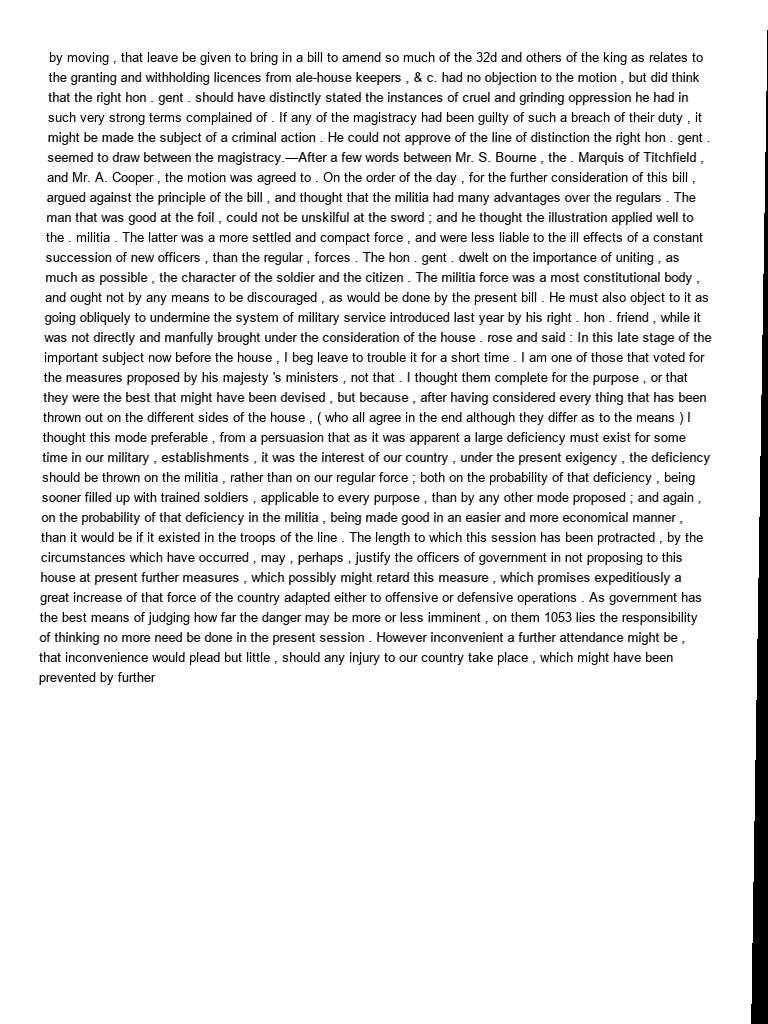 by moving , that leave be given to bring in a bill to amend so much of the 32d and others of the king as relates to
the granting and withholding licences from ale-house keepers , & c. had no objection to the motion , but did think
that the right hon . gent . should have distinctly stated the instances of cruel and grinding oppression he had in
such very strong terms complained of . If any of the magistracy had been guilty of such a breach of their duty , it
might be made the subject of a criminal action . He could not approve of the line of distinction the right hon . gent .
seemed to draw between the magistracy.—After a few words between Mr. S. Bourne , the . Marquis of Titchfield ,
and Mr. A. Cooper , the motion was agreed to . On the order of the day , for the further consideration of this bill ,
argued against the principle of the bill , and thought that the militia had many advantages over the regulars . The
man that was good at the foil , could not be unskilful at the sword ; and he thought the illustration applied well to
the . militia . The latter was a more settled and compact force , and were less liable to the ill effects of a constant
succession of new officers , than the regular , forces . The hon . gent . dwelt on the importance of uniting , as
much as possible , the character of the soldier and the citizen . The militia force was a most constitutional body ,
and ought not by any means to be discouraged , as would be done by the present bill . He must also object to it as
going obliquely to undermine the system of military service introduced last year by his right . hon . friend , while it
was not directly and manfully brought under the consideration of the house . rose and said : In this late stage of the
important subject now before the house , I beg leave to trouble it for a short time . I am one of those that voted for
the measures proposed by his majesty 's ministers , not that . I thought them complete for the purpose , or that
they were the best that might have been devised , but because , after having considered every thing that has been
thrown out on the different sides of the house , ( who all agree in the end although they differ as to the means ) I
thought this mode preferable , from a persuasion that as it was apparent a large deficiency must exist for some
time in our military , establishments , it was the interest of our country , under the present exigency , the deficiency
should be thrown on the militia , rather than on our regular force ; both on the probability of that deficiency , being
sooner filled up with trained soldiers , applicable to every purpose , than by any other mode proposed ; and again ,
on the probability of that deficiency in the militia , being made good in an easier and more economical manner ,
than it would be if it existed in the troops of the line . The length to which this session has been protracted , by the
circumstances which have occurred , may , perhaps , justify the officers of government in not proposing to this
house at present further measures , which possibly might retard this measure , which promises expeditiously a
great increase of that force of the country adapted either to offensive or defensive operations . As government has
the best means of judging how far the danger may be more or less imminent , on them 1053 lies the responsibility
of thinking no more need be done in the present session . However inconvenient a further attendance might be ,
that inconvenience would plead but little , should any injury to our country take place , which might have been
prevented by further